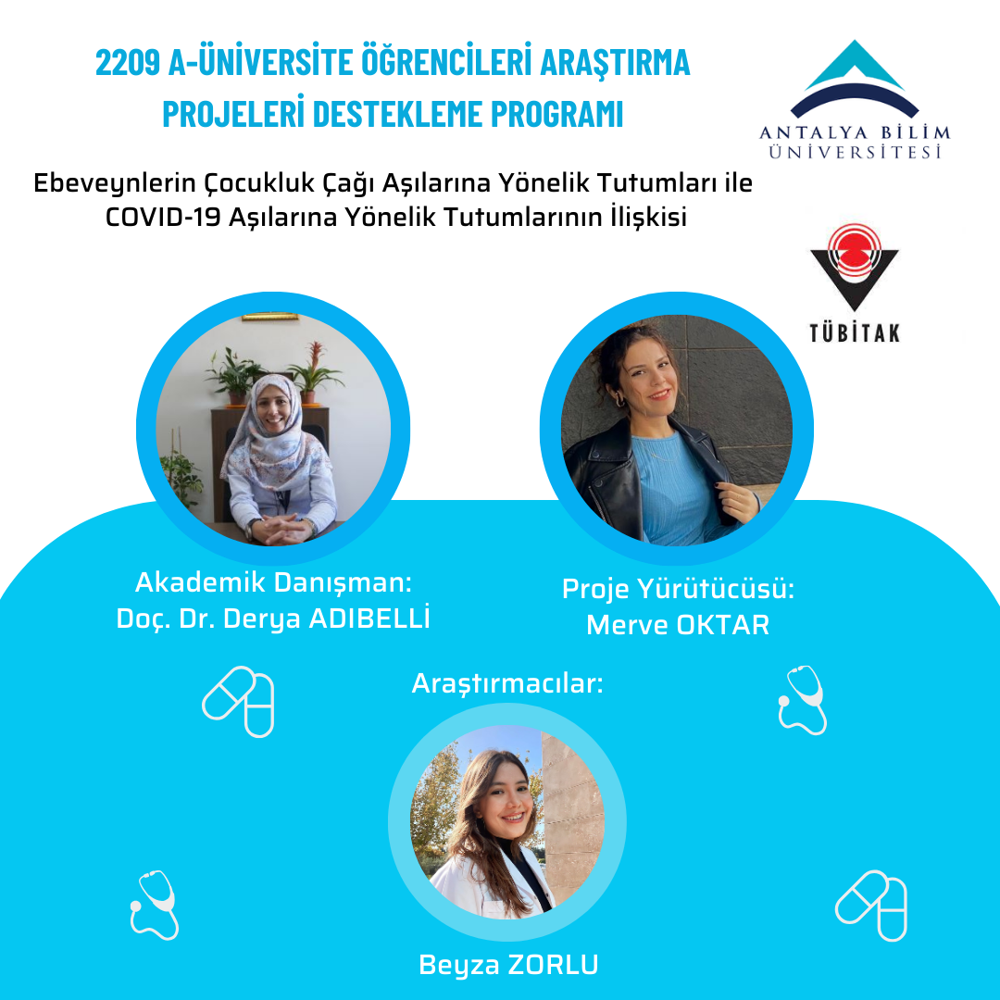 2209 A-ÜNİVERSİTE ÖĞRENCİLERİ ARAŞTIRMA
PROJELERİ DESTEKLEME PROGRAMI
ANTALYA BİLİM
ÜNİVERSİTESİ
Ebeveynlerin Çocukluk Çağı Aşılarına Yönelik Tutumları ile
COVID-19 Aşılarına Yönelik Tutumlarının İlişkisi
TÜBİTAK
Akademik Danışman:
Doç. Dr. Derya ADIBELLİ
Proje Yürütücüsü:
Merve OKTAR
Araştırmacılar:
Beyza ZORLU